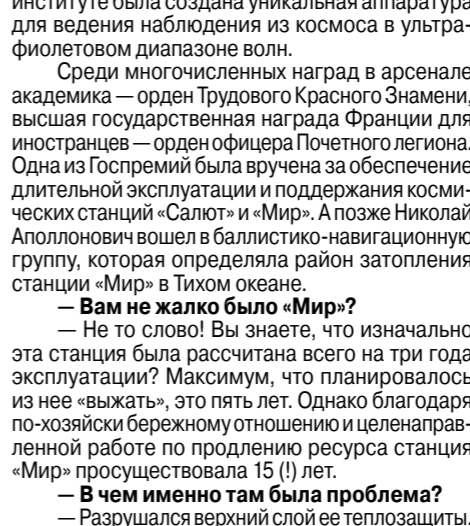 институте была создана уникальная аппаратура
для ведения наблюдения из космоса в ультра-
фиолетовом диапазоне волн.
Среди многочисленных наград в арсенале
академика — орден Трудового Красного Знамени,
высшая государственная награда Франции для
иностранцев — орден офицера Почетного легиона.
Одна из Госпремий была вручена за обеспечение
длительной эксплуатации и поддержания косми-
ческих станций «Салют» и «Мир». А позже Николай
Аполлонович вошел в баллистико-навигационную
группу, которая определяла район затопления
станции «Мир» в Тихом океане.
— Вам не жалко было «Мир»?
— Не то слово! Вы знаете, что изначально
эта станция была рассчитана всего на три года
эксплуатации? Максимум, что планировалось
из нее «выжать», это пять лет. Однако благодаря
по-хозяйски бережному отношению и целенаправ-
ленной работе по продлению ресурса станция
«Мир» просуществовала 15 (!) лет.
— В чем именно там была проблема?
— Разрушался верхний слой ее теплозащиты.